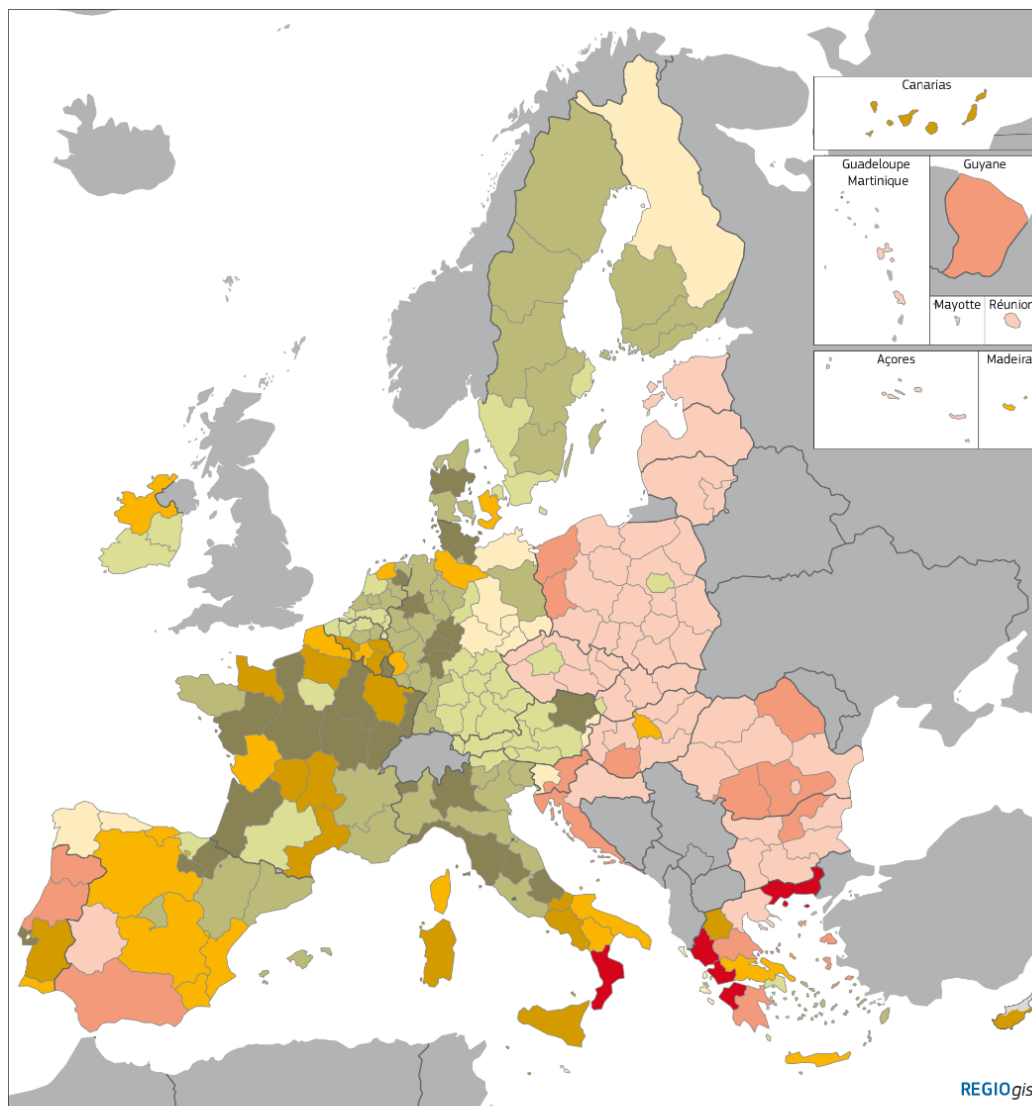 Canarias
Guadeloupe
Martinique
Guyane
Mayotte
Réunion
Açores
Madeira
REGIOgis